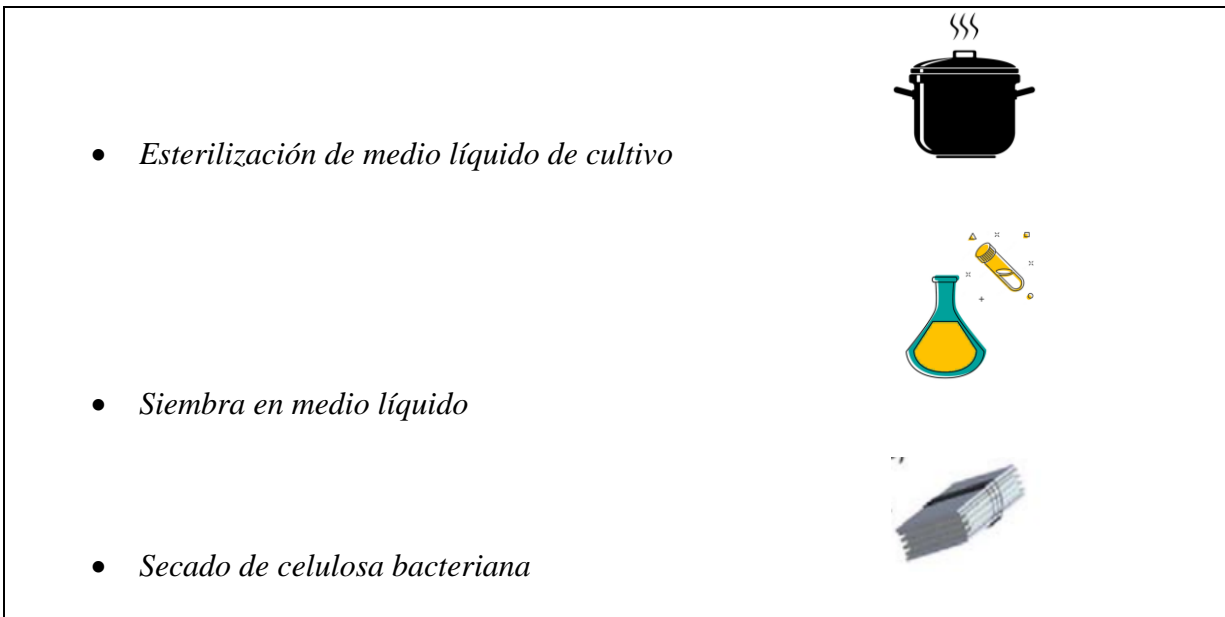 • Esterilización de medio líquido de cultivo
• Siembra en medio líquido
• Secado de celulosa bacteriana